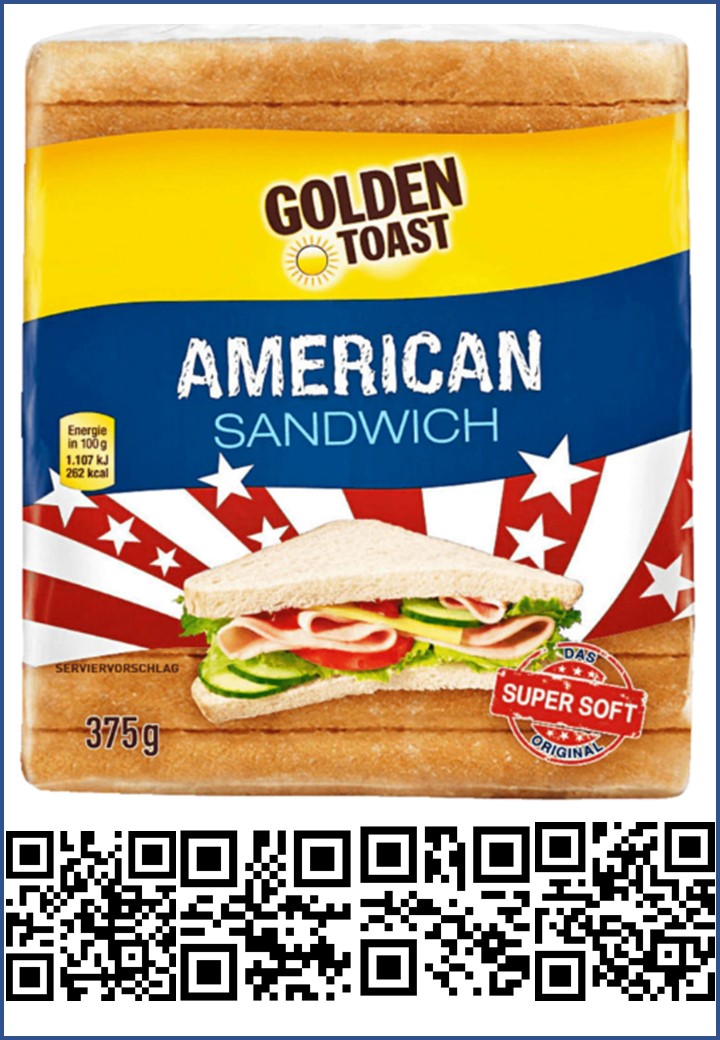 GOLDEN
TOAST
AMERICAN
SANDWICH
Energie
in 100g
1.107 kJ
262 kcal
SERVIERVORSCHLAG
375g
DAS
SUPER SOFT
ORIGINAL